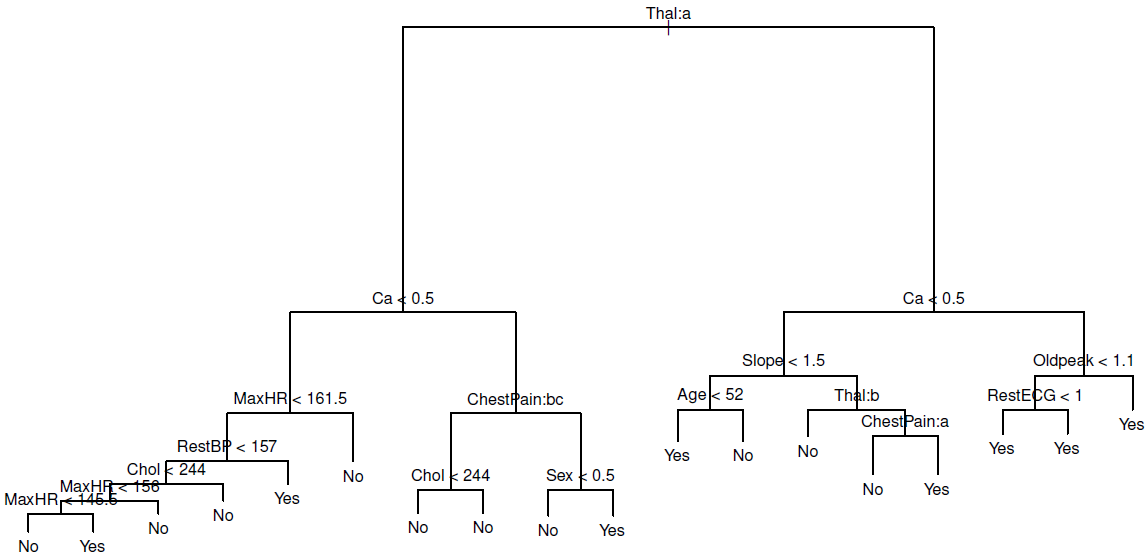 Thal:a
Ca < 0.5
Ca < 0.5
Slope < 1.5
Oldpeak < 1.1
MaxHR < 161.5
ChestPain:bc
Age < 52
Thal:b
RestECG < 1
ChestPain:a
Yes
RestBP < 157
Yes
No
No
Yes
Yes
Chol < 244
No
Chol < 244
Sex < 0.5
MaxHR < 156
No
Yes
MaxHR < 145.5
Yes
No
No
No
No
No
Yes
No
Yes